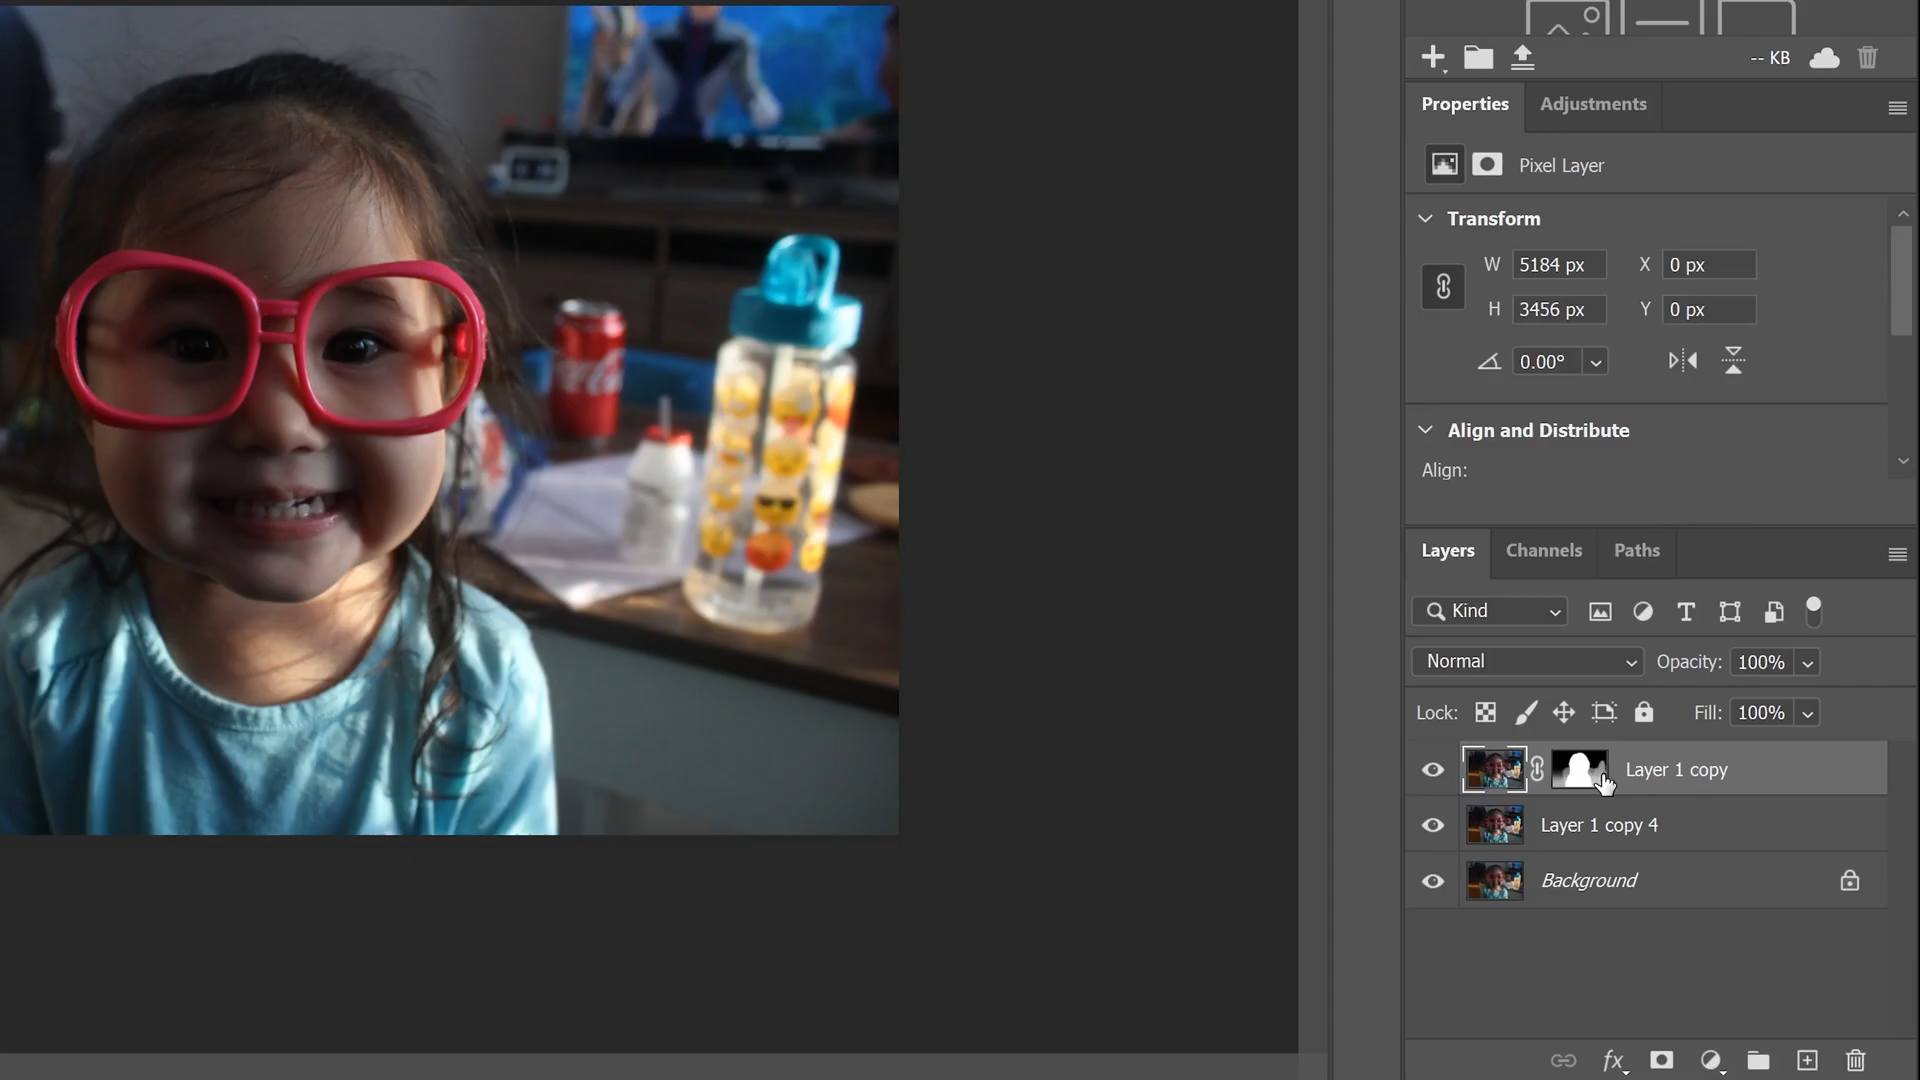 -- KB
Properties
Adjustments
Pixel Layer
Transform
W 5184 px X 0 px
H 3456 px Y 0 px
0.00°
Align and Distribute
Align:
Layers
Channels
Paths
Kind
Normal
Opacity: 100%
Lock:
Fill: 100%
Layer 1 copy
Layer 1 copy 4
Background
fx